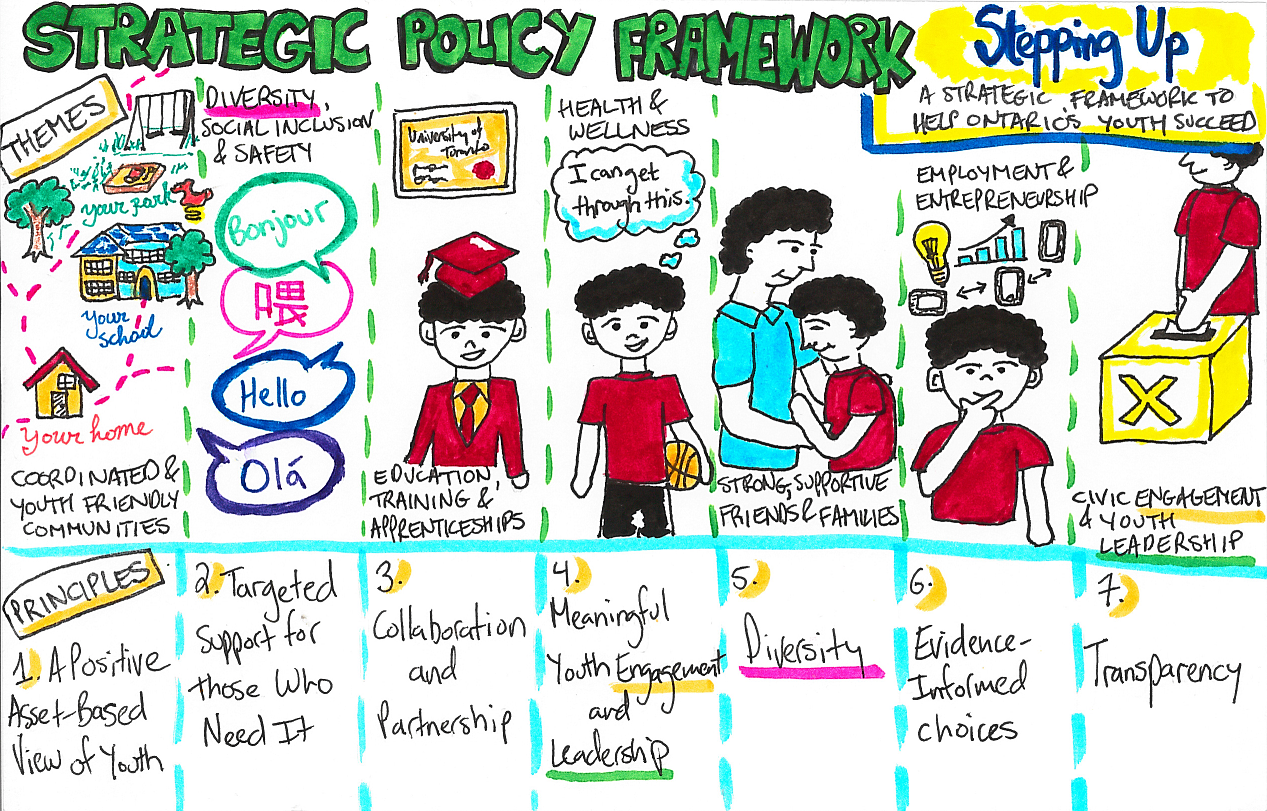 STRATEGIC POLICY FRAMEWORK
Stepping Up
A STRATEGIC FRAMEWORK TO
HELP ONTARIOS YOUTH SUCCEED
THEMES
your park
your
school
your home
COORDINATED &
YOUTH FRIENDLY
COMMUNITIES
DIVERSITY,
SOCIAL INCLUSION
& SAFETY
Bonjour
喂
Hello
Olá
University of
Toronto
EDUCATION,
TRAINING &
APPRENTICESHIPS
HEALTH &
WELLNESS
I can get
through this.
STRONG, SUPPORTIVE
FRIENDS & FAMILIES
EMPLOYMENT &
ENTREPRENEURSHIP
X
CIVIC ENGAGEMENT
& YOUTH
LEADERSHIP
PRINCIPLES
1. A Positive
Asset-Based
View of Youth
2. Targeted
Support for
those Who
Need It
3.
Collaboration
and
Partnership
4.
Meaningful
Youth Engagement
and
Leadership
5.
Diversity
6.
Evidence-
Informed
choices
7.
Transparency